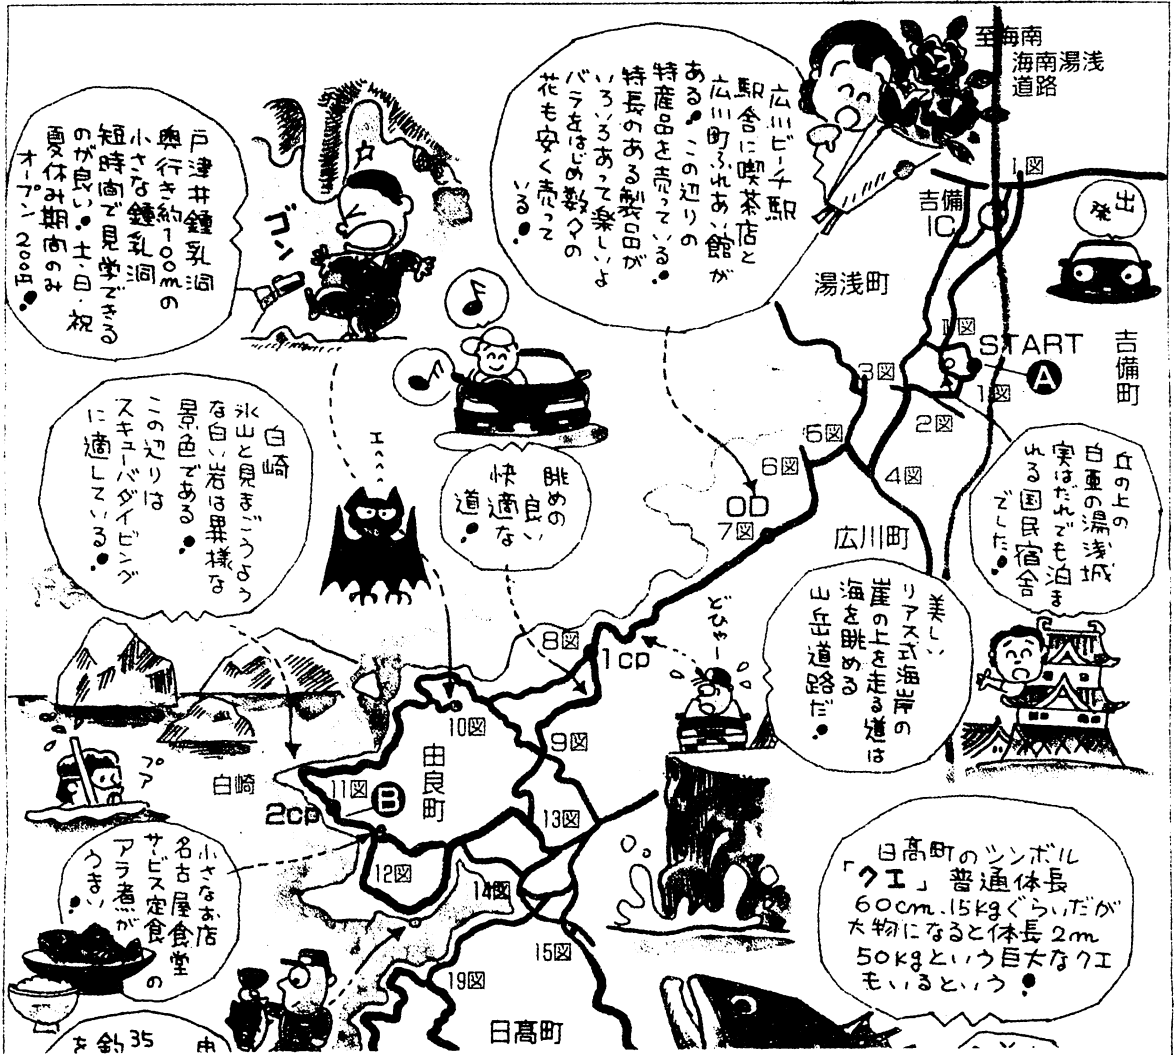 至海南
海南湯浅
道路
1図
吉備
IC
出発
湯浅町
吉備町
1図
START
A
1図
2図
3図
4図
5図
6図
7図
広川町
広川ビーチ駅
駅舎に喫茶店と
広川町ふれあい館が
ある!この辺りの
特産品を売っている!
特長のある製品が
いろいろあって楽しいよ
バラをはじめ数々の
花も安く売って
いる!
戸津井鍾乳洞
奥行き約100mの
小さな鍾乳洞
短時間で見学できる
のが良い!土・日・祝
夏休み期間のみ
オープン 200円!
ゴン
白崎
氷山と見まごうよう
な白い岩は異様な
景色である!
この辺りは
スキューバダイビング
に適している!
エヘヘヘ
眺めの
良い
快適な
道!
丘の上の
白亜の湯浅城
実はだれでも泊ま
れる国民宿舎
でした!
美しい
リアス式海岸の
崖の上を走る道は
海を眺める
山岳道路だ!
どひゃー
8図
1cp
9図
10図
由良町
白崎
11図
B
2cp
12図
13図
14図
15図
19図
日高町
プア
小さなお店
名古屋食堂の
サービス定食
アラ煮が
うまい!
日高町のシンボル
「クエ」普通体長
60cm.15kgぐらいだが
大物になると体長2m
50kgという巨大なクエ
もいるという!
由
35
を釣